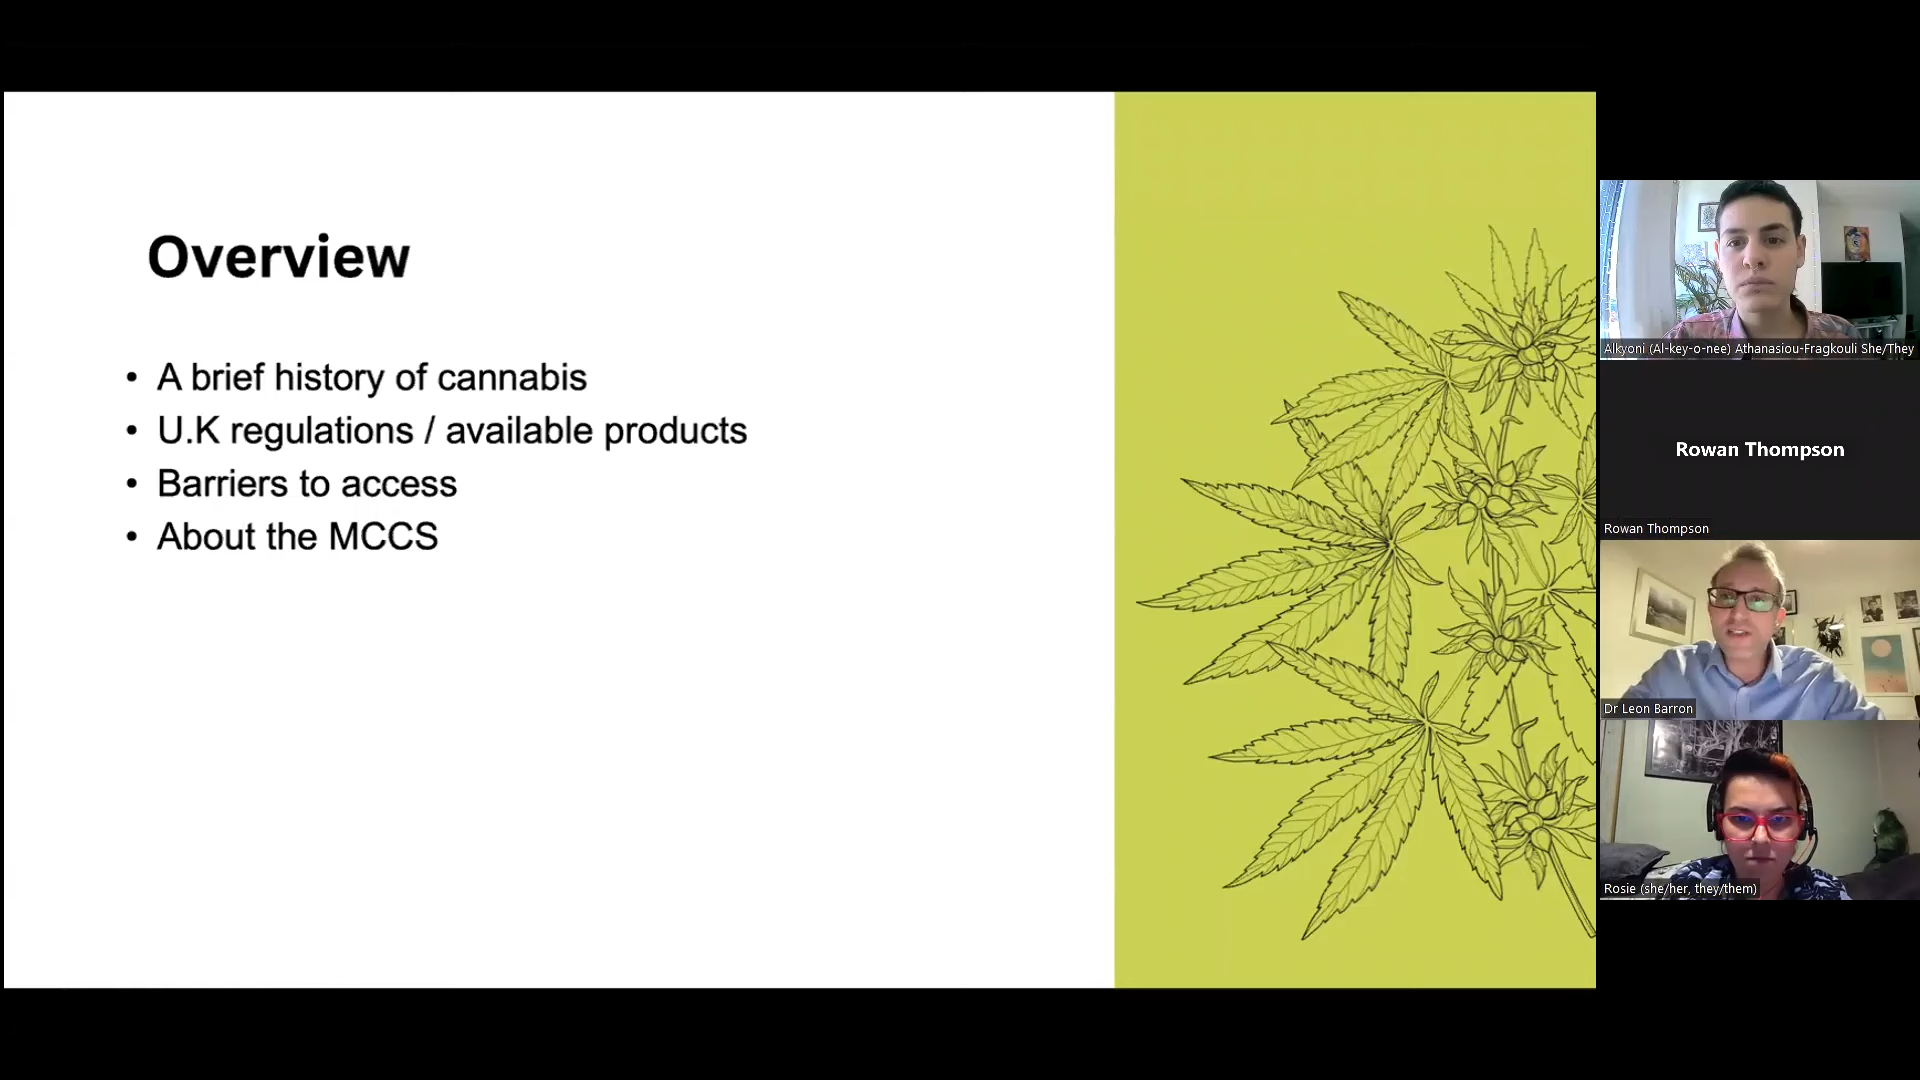 Overview
• A brief history of cannabis
• U.K regulations / available products
• Barriers to access
• About the MCCS
Alkyoni (Al-key-o-nee) Athanasiou-Fragkouli She/They
Rowan Thompson
Rowan Thompson
Dr Leon Barron
Rosie (she/her, they/them)